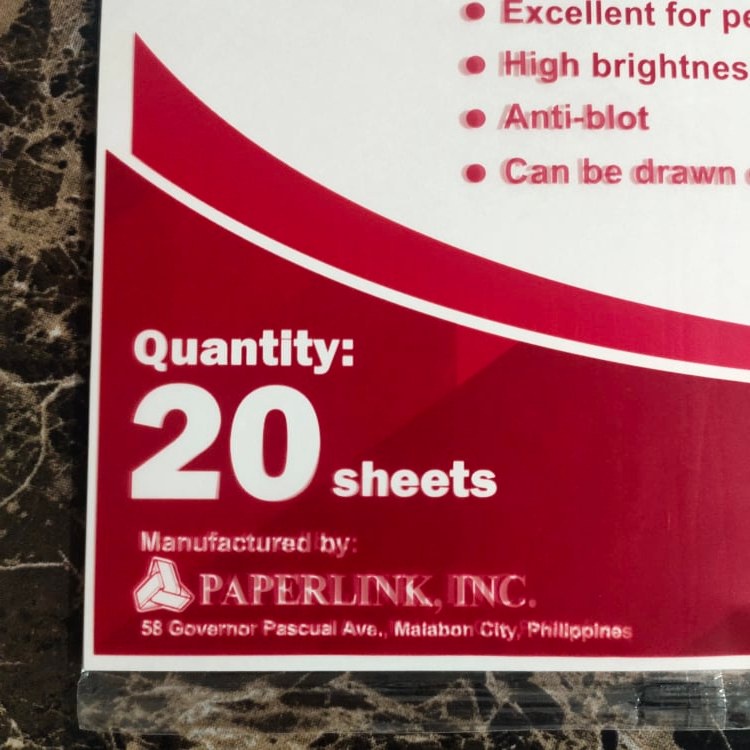 Excellent for pe
High brightnes
Anti-blot
Can be drawn
Quantity:
20 sheets
Manufactured by:
PAPERLINK, INC.
58 Governor Pascual Ave., Malabon City, Philippines